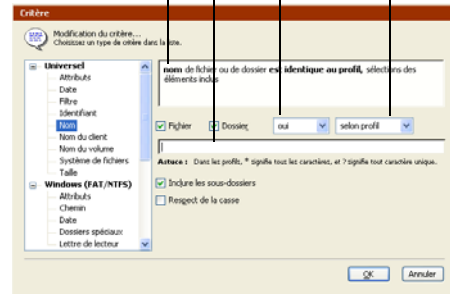 Critère
Modification du critère...
Choisissez un type de critère dans la liste.
Universel
Attributs
Date
Filtre
Identifiant
Nom
Nom du client
Nom du volume
Système de fichiers
Taille
Windows (FAT/NTFS)
Attributs
Chemin
Date
Dossiers spéciaux
Lettre de lecteur
nom de fichier ou de dossier est identique au profil, sélections des
éléments inclus
Fichier Dossier oui selon profil
Astuce : Dans les profils, * signifie tous les caractères, et ? signifie tout caractère unique.
Inclure les sous-dossiers
Respect de la casse
OK Annuler